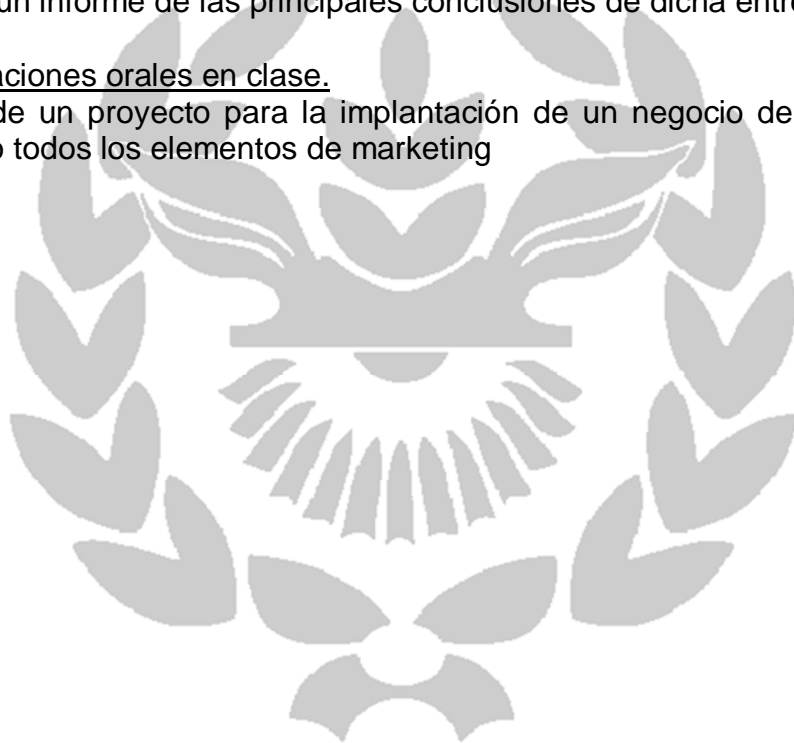 un informe de las principales conclusiones de dicha entre
aciones orales en clase.
de un proyecto para la implantación de un negocio de
o todos los elementos de marketing